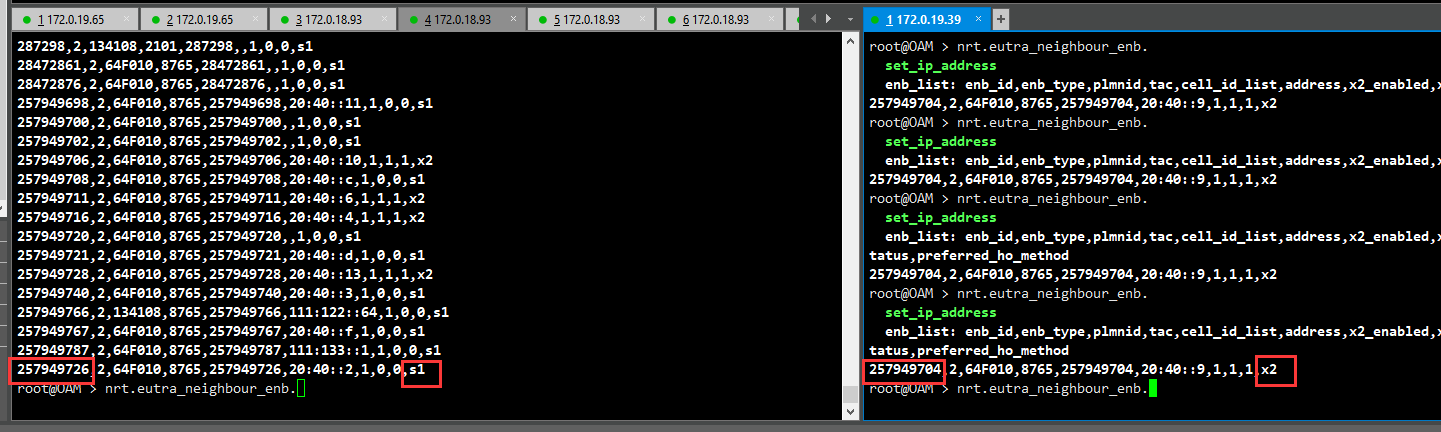 1 172.0.19.65
2 172.0.19.65
3 172.0.18.93
4 172.0.18.93
5 172.0.18.93
6 172.0.18.93
1 172.0.19.39
287298,2,134108,2101,287298,,1,0,0,s1
28472861,2,64F010,8765,28472861,,1,0,0,s1
28472876,2,64F010,8765,28472876,,1,0,0,s1
257949698,2,64F010,8765,257949698,20:40::11,1,0,0,s1
257949700,2,64F010,8765,257949700,,1,0,0,s1
257949702,2,64F010,8765,257949702,,1,0,0,s1
257949706,2,64F010,8765,257949706,20:40::10,1,1,1,x2
257949708,2,64F010,8765,257949708,20:40::c,1,0,0,s1
257949711,2,64F010,8765,257949711,20:40::6,1,1,1,x2
257949716,2,64F010,8765,257949716,20:40::4,1,1,1,x2
257949720,2,64F010,8765,257949720,,1,0,0,s1
257949721,2,64F010,8765,257949721,20:40::d,1,0,0,s1
257949728,2,64F010,8765,257949728,20:40::13,1,1,1,x2
257949740,2,64F010,8765,257949740,20:40::3,1,0,0,s1
257949766,2,134108,8765,257949766,111:122::64,1,0,0,s1
257949767,2,64F010,8765,257949767,20:40::f,1,0,0,s1
257949787,2,64F010,8765,257949787,111:133::1,1,0,0,s1
257949726,2,64F010,8765,257949726,20:40::2,1,0,0,s1
root@OAM > nrt.eutra_neighbour_enb.
root@OAM > nrt.eutra_neighbour_enb.
set_ip_address
enb_list: enb_id,enb_type,plmnid,tac,cell_id_list,address,x2_enabled,x
257949704,2,64F010,8765,257949704,20:40::9,1,1,1,x2
root@OAM > nrt.eutra_neighbour_enb.
set_ip_address
enb_list: enb_id,enb_type,plmnid,tac,cell_id_list,address,x2_enabled,x
257949704,2,64F010,8765,257949704,20:40::9,1,1,1,x2
root@OAM > nrt.eutra_neighbour_enb.
set_ip_address
enb_list: enb_id,enb_type,plmnid,tac,cell_id_list,address,x2_enabled,x
tatus,preferred_ho_method
257949704,2,64F010,8765,257949704,20:40::9,1,1,1,x2
root@OAM > nrt.eutra_neighbour_enb.
set_ip_address
enb_list: enb_id,enb_type,plmnid,tac,cell_id_list,address,x2_enabled,x
tatus,preferred_ho_method
257949704,2,64F010,8765,257949704,20:40::9,1,1,1,x2
root@OAM > nrt.eutra_neighbour_enb.